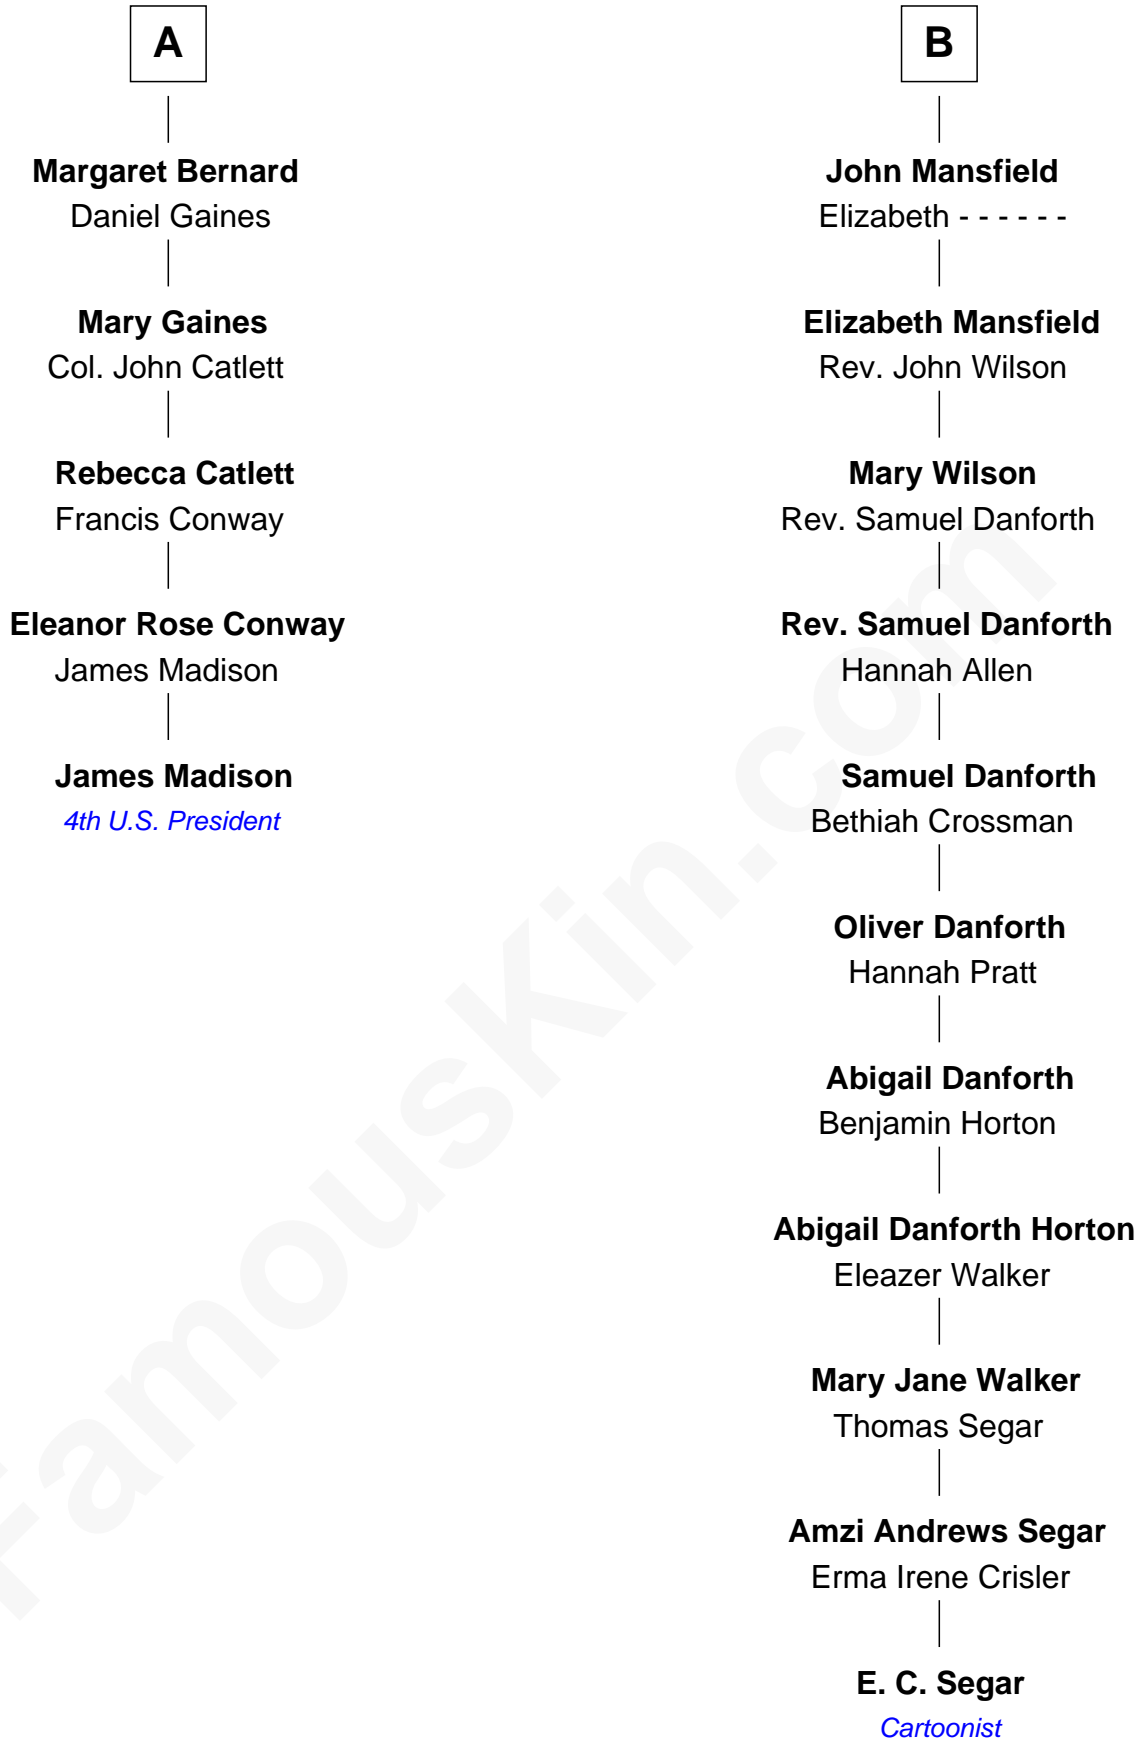 A
Margaret Bernard
Daniel Gaines
Mary Gaines
Col. John Catlett
Rebecca Catlett
Francis Conway
Eleanor Rose Conway
James Madison
James Madison
4th U.S. President
B
John Mansfield
Elizabeth - - - - - -
Elizabeth Mansfield
Rev. John Wilson
Mary Wilson
Rev. Samuel Danforth
Rev. Samuel Danforth
Hannah Allen
Samuel Danforth
Bethiah Crossman
Oliver Danforth
Hannah Pratt
Abigail Danforth
Benjamin Horton
Abigail Danforth Horton
Eleazer Walker
Mary Jane Walker
Thomas Segar
Amzi Andrews Segar
Erma Irene Crisler
E. C. Segar
Cartoonist
FamousKin.com